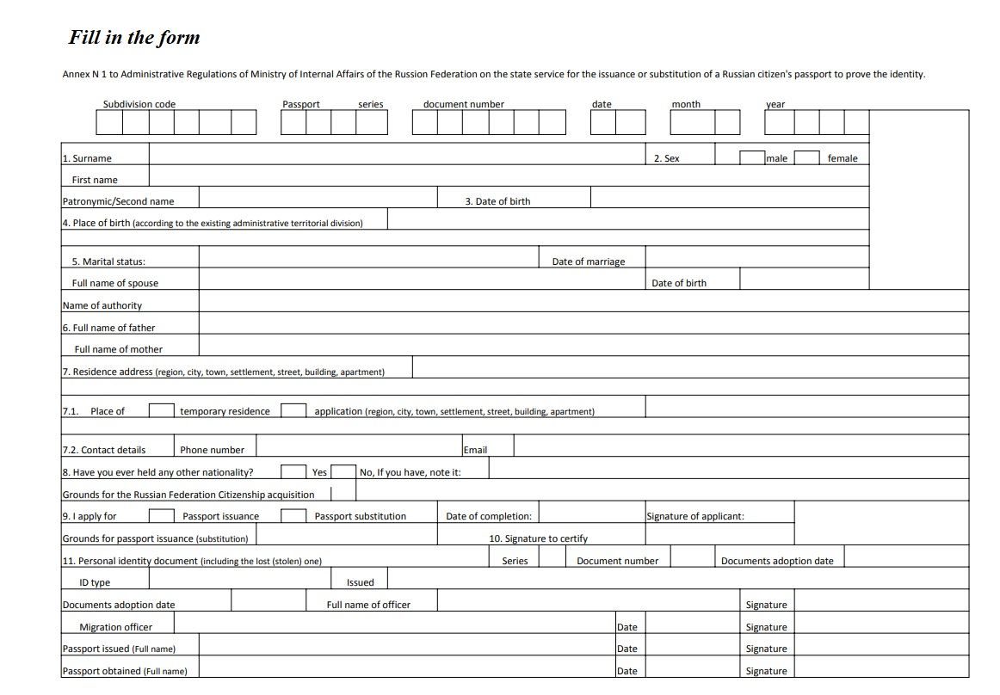 Fill in the form
Annex N 1 to Administrative Regulations of Ministry of Internal Affairs of the Russion Federation on the state service for the issuance or substitution of a Russian citizen's passport to prove the identity.
Subdivision code Passport series document number date month year
1. Surname 2. Sex male female
First name
Patronymic/Second name 3. Date of birth
4. Place of birth (according to the existing administrative territorial division)
5. Marital status: Date of marriage
Full name of spouse Date of birth
Name of authority
6. Full name of father
Full name of mother
7. Residence address (region, city, town, settlement, street, building, apartment)
7.1. Place of temporary residence application (region, city, town, settlement, street, building, apartment)
7.2. Contact details Phone number Email
8. Have you ever held any other nationality? Yes No, If you have, note it:
Grounds for the Russian Federation Citizenship acquisition
9. I apply for Passport issuance Passport substitution Date of completion: Signature of applicant:
Grounds for passport issuance (substitution) 10. Signature to certify
11. Personal identity document (including the lost (stolen) one) Series Document number Documents adoption date
ID type Issued
Documents adoption date Full name of officer Signature
Migration officer Date Signature
Passport issued (Full name) Date Signature
Passport obtained (Full name) Date Signature